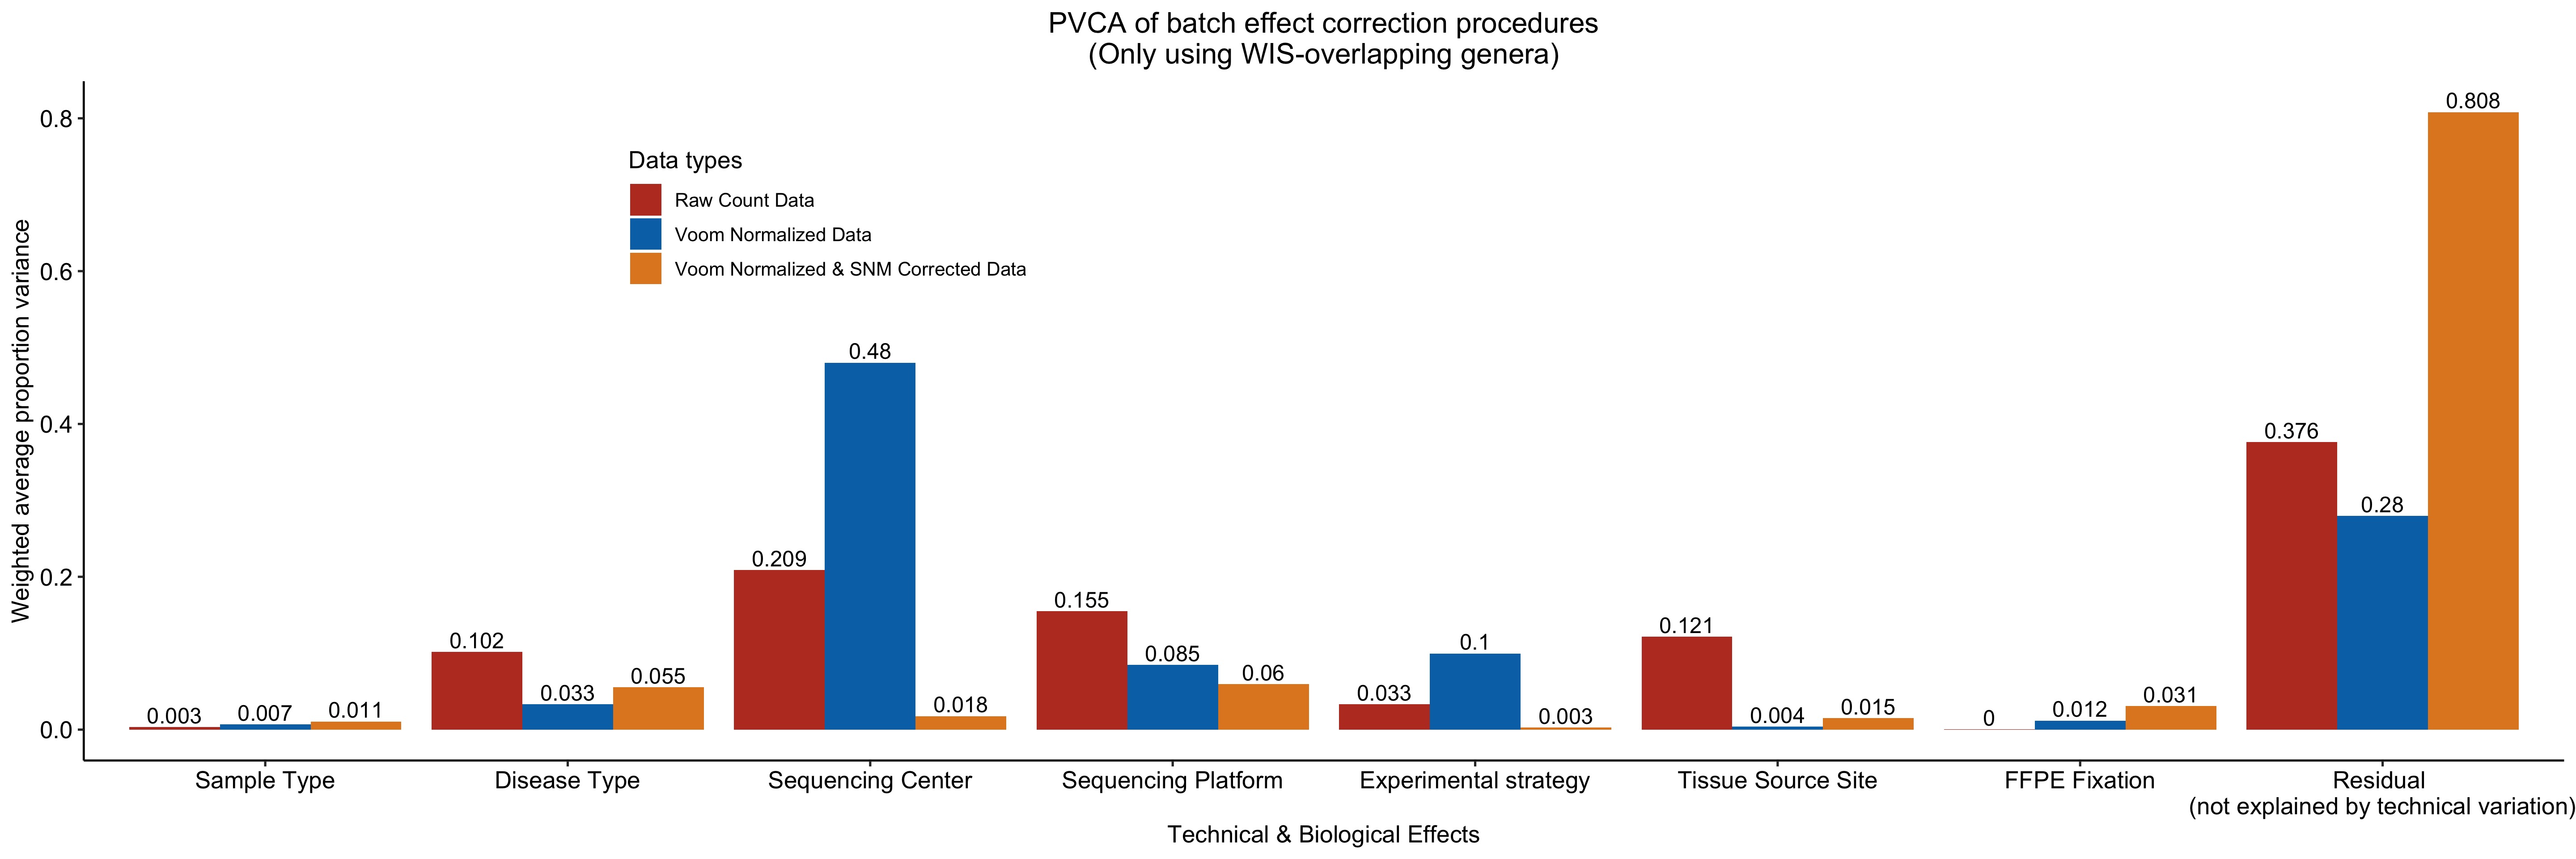 PVCA of batch effect correction procedures
(Only using WIS-overlapping genera)
Weighted average proportion variance
0.8
0.6
0.4
0.2
0.0
Data types
Raw Count Data
Voom Normalized Data
Voom Normalized & SNM Corrected Data
0.003
0.007
0.011
0.102
0.033
0.055
0.209
0.48
0.018
0.155
0.085
0.06
0.033
0.1
0.003
0.121
0.004
0.015
0
0.012
0.031
0.376
0.28
0.808
Sample Type
Disease Type
Sequencing Center
Sequencing Platform
Experimental strategy
Tissue Source Site
FFPE Fixation
Residual
(not explained by technical variation)
Technical & Biological Effects